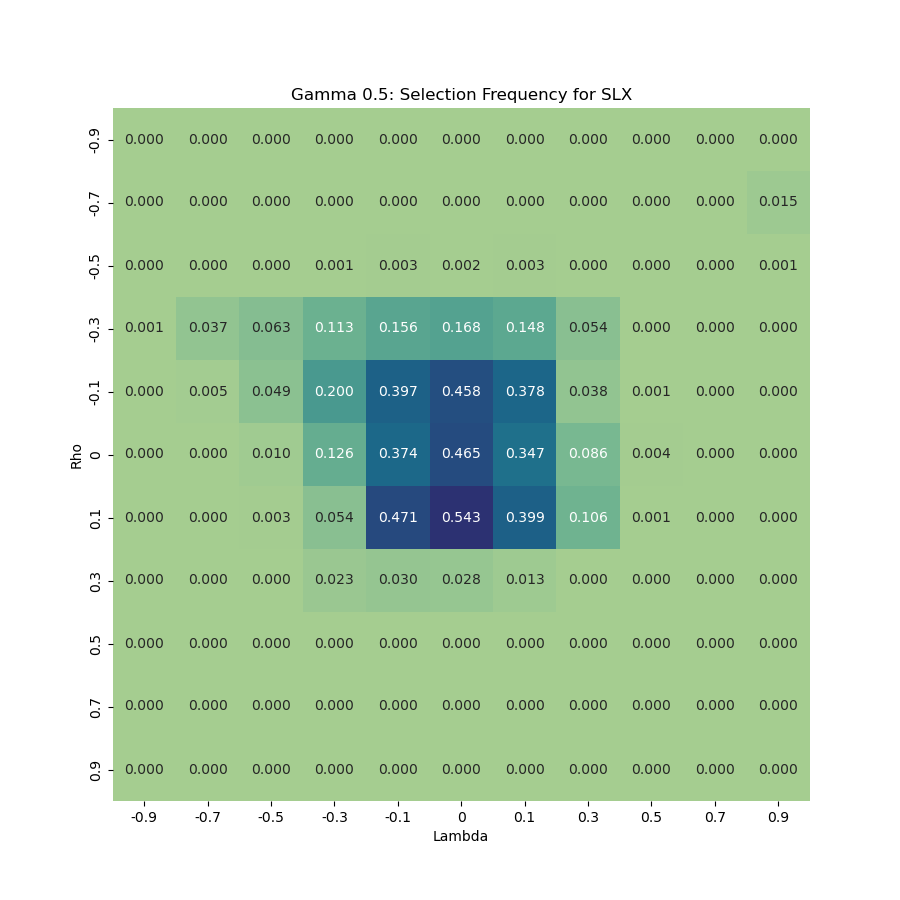 Gamma 0.5: Selection Frequency for SLX
-0.9 0.000 0.000 0.000 0.000 0.000 0.000 0.000 0.000 0.000 0.000 0.000
-0.7 0.000 0.000 0.000 0.000 0.000 0.000 0.000 0.000 0.000 0.000 0.015
-0.5 0.000 0.000 0.000 0.001 0.003 0.002 0.003 0.000 0.000 0.000 0.001
-0.3 0.001 0.037 0.063 0.113 0.156 0.168 0.148 0.054 0.000 0.000 0.000
-0.1 0.000 0.005 0.049 0.200 0.397 0.458 0.378 0.038 0.001 0.000 0.000
Rho
0 0.000 0.000 0.010 0.126 0.374 0.465 0.347 0.086 0.004 0.000 0.000
0.1 0.000 0.000 0.003 0.054 0.471 0.543 0.399 0.106 0.001 0.000 0.000
0.3 0.000 0.000 0.000 0.023 0.030 0.028 0.013 0.000 0.000 0.000 0.000
0.5 0.000 0.000 0.000 0.000 0.000 0.000 0.000 0.000 0.000 0.000 0.000
0.7 0.000 0.000 0.000 0.000 0.000 0.000 0.000 0.000 0.000 0.000 0.000
0.9 0.000 0.000 0.000 0.000 0.000 0.000 0.000 0.000 0.000 0.000 0.000
-0.9 -0.7 -0.5 -0.3 -0.1 0 0.1 0.3 0.5 0.7 0.9
Lambda